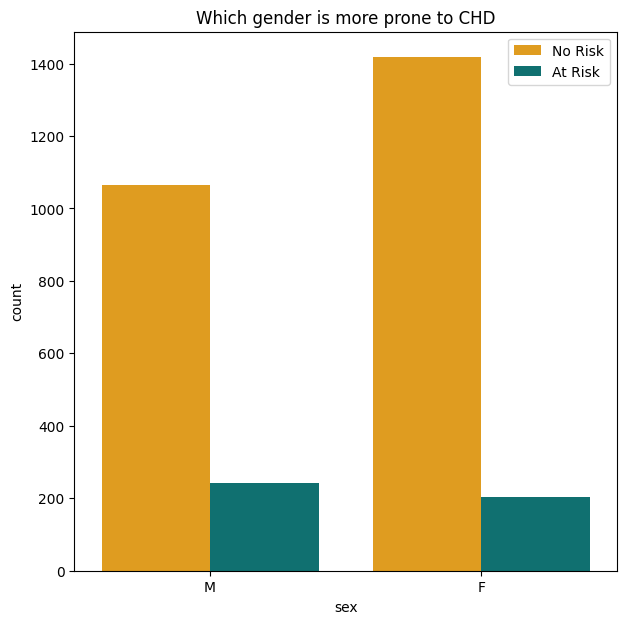 Which gender is more prone to CHD
No Risk
At Risk
1400
1200
1000
800
600
400
200
0
count
M
F
sex